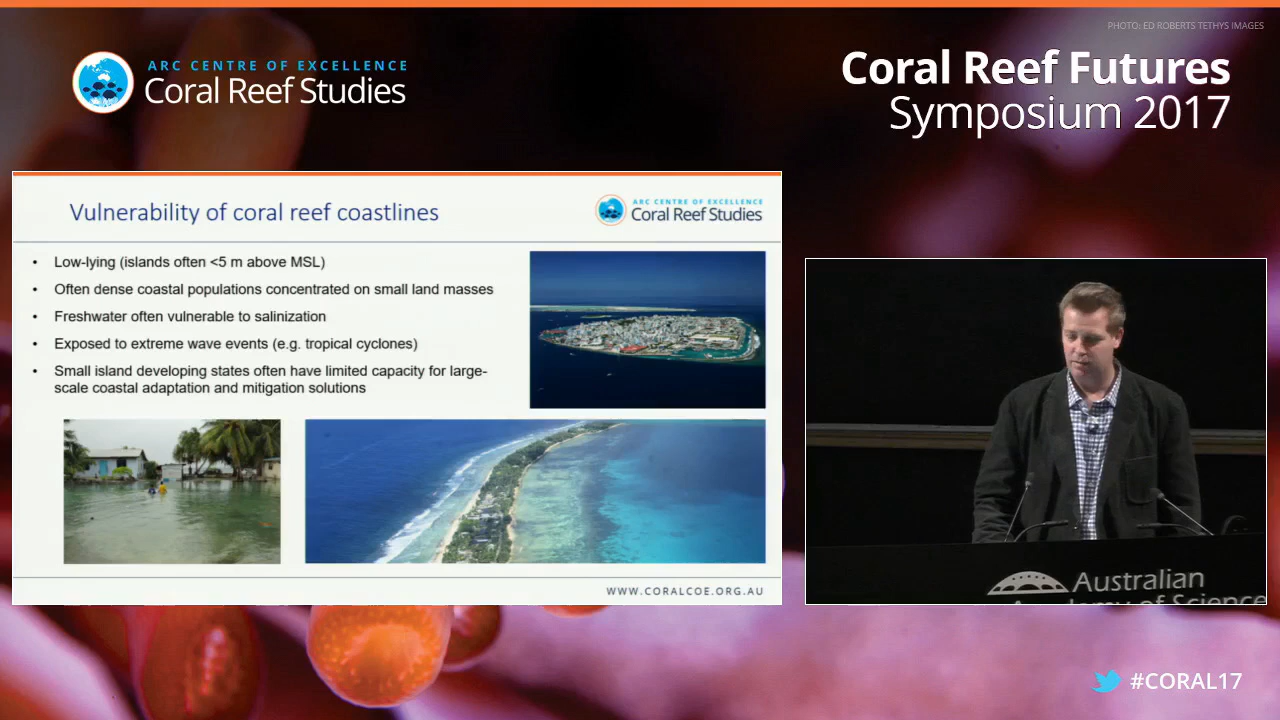 PHOTO: ED ROBERTS TETHYS IMAGES
ARC CENTRE OF EXCELLENCE
Coral Reef Studies
Coral Reef Futures
Symposium 2017
Vulnerability of coral reef coastlines
ARC CENTRE OF EXCELLENCE
Coral Reef Studies
• Low-lying (islands often <5 m above MSL)
• Often dense coastal populations concentrated on small land masses
• Freshwater often vulnerable to salinization
• Exposed to extreme wave events (e.g. tropical cyclones)
• Small island developing states often have limited capacity for large-
scale coastal adaptation and mitigation solutions
WWW.CORALCOE.ORG.AU
Australian
Academy of Science
#CORAL17